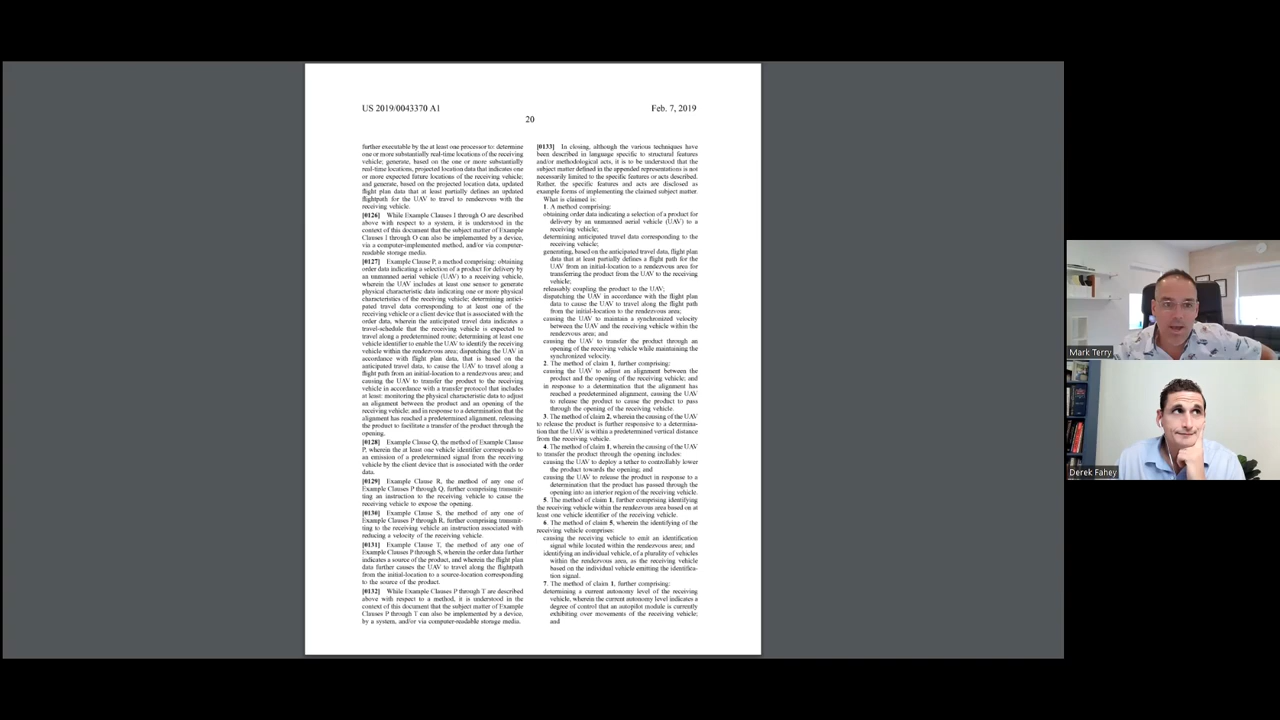 US 2019/0043370 A1
Feb. 7, 2019
20
further executable by the at least one processor to: determine
one or more substantially real-time locations of the receiving
vehicle; generate, based on the one or more substantially
real-time locations, projected location data that indicates one
or more expected future locations of the receiving vehicle,
and generate, based on the projected location data, updated
flight plan data that at least partially defines an updated
flightpath for the UAV to travel to rendezvous with the
receiving vehicle.
[0126] While Example Clauses I through O are described
above with respect to a system, it is understood in the
context of this document that the subject matter of Example
Clauses I through O can also be implemented by a device,
via a computer-implemented method, and/or via computer-
readable storage media.
[0127] Example Clause P, a method comprising: obtaining
order data indicating a selection of a product for delivery by
an unmanned aerial vehicle (UAV) to a receiving vehicle,
wherein the UAV includes at least one sensor to generate
physical characteristic data indicating one or more physical
characteristics of the receiving vehicle; determining antici-
pated travel data corresponding to at least one of the
receiving vehicle or a client device that is associated with the
order data, wherein the anticipated travel data indicates a
travel-schedule that the receiving vehicle is expected to
travel along a predetermined route; determining at least one
vehicle identifier to enable the UAV to identify the receiving
vehicle within the rendezvous area; dispatching the UAV in
accordance with flight plan data, that is based on the
anticipated travel data, to cause the UAV to travel along a
flight path from an initial-location to a rendezvous area; and
causing the UAV to transfer the product to the receiving
vehicle in accordance with a transfer protocol that includes
at least: monitoring the physical characteristic data to adjust
an alignment between the product and an opening of the
receiving vehicle; and in response to a determination that the
alignment has reached a predetermined alignment, releasing
the product to facilitate a transfer of the product through the
opening.
[0128] Example Clause Q, the method of Example Clause
P, wherein the at least one vehicle identifier corresponds to
an emission of a predetermined signal from the receiving
vehicle by the client device that is associated with the order
data.
[0129] Example Clause R, the method of any one of
Example Clauses P through Q, further comprising transmit-
ting an instruction to the receiving vehicle to cause the
receiving vehicle to expose the opening.
[0130] Example Clause S, the method of any one of
Example Clauses P through R, further comprising transmit-
ting to the receiving vehicle an instruction associated with
reducing a velocity of the receiving vehicle.
[0131] Example Clause T, the method of any one of
Example Clauses P through S, wherein the order data further
indicates a source of the product, and wherein the flight plan
data further causes the UAV to travel along the flightpath
from the initial-location to a source-location corresponding
to the source of the product.
[0132] While Example Clauses P through T are described
above with respect to a method, it is understood in the
context of this document that the subject matter of Example
Clauses P through T can also be implemented by a device,
by a system, and/or via computer-readable storage media.
[0133] In closing, although the various techniques have
been described in language specific to structural features
and/or methodological acts, it is to be understood that the
subject matter defined in the appended representations is not
necessarily limited to the specific features or acts described.
Rather, the specific features and acts are disclosed as
example forms of implementing the claimed subject matter.
What is claimed is:
1. A method comprising:
obtaining order data indicating a selection of a product for
delivery by an unmanned aerial vehicle (UAV) to a
receiving vehicle;
determining anticipated travel data corresponding to the
receiving vehicle;
generating, based on the anticipated travel data, flight plan
data that at least partially defines a flight path for the
UAV from an initial-location to a rendezvous area for
transferring the product from the UAV to the receiving
vehicle;
releasably coupling the product to the UAV;
dispatching the UAV in accordance with the flight plan
data to cause the UAV to travel along the flight path
from the initial-location to the rendezvous area;
causing the UAV to maintain a synchronized velocity
between the UAV and the receiving vehicle within the
rendezvous area; and
causing the UAV to transfer the product through an
opening of the receiving vehicle while maintaining the
synchronized velocity.
2. The method of claim 1, further comprising:
causing the UAV to adjust an alignment between the
product and the opening of the receiving vehicle; and
in response to a determination that the alignment has
reached a predetermined alignment, causing the UAV
to release the product to cause the product to pass
through the opening of the receiving vehicle.
3. The method of claim 2, wherein the causing of the UAV
to release the product is further responsive to a determina-
tion that the UAV is within a predetermined vertical distance
from the receiving vehicle.
4. The method of claim 1, wherein the causing of the UAV
to transfer the product through the opening includes:
causing the UAV to deploy a tether to controllably lower
the product towards the opening; and
causing the UAV to release the product in response to a
determination that the product has passed through the
opening into an interior region of the receiving vehicle.
5. The method of claim 1, further comprising identifying
the receiving vehicle within the rendezvous area based on at
least one vehicle identifier of the receiving vehicle.
6. The method of claim 5, wherein the identifying of the
receiving vehicle comprises:
causing the receiving vehicle to emit an identification
signal while located within the rendezvous area; and
identifying an individual vehicle, of a plurality of vehicles
within the rendezvous area, as the receiving vehicle
based on the individual vehicle emitting the identifica-
tion signal.
7. The method of claim 1, further comprising:
determining a current autonomy level of the receiving
vehicle, wherein the current autonomy level indicates a
degree of control that an autopilot module is currently
exhibiting over movements of the receiving vehicle;
and
Mark Terry
Derek Fahey